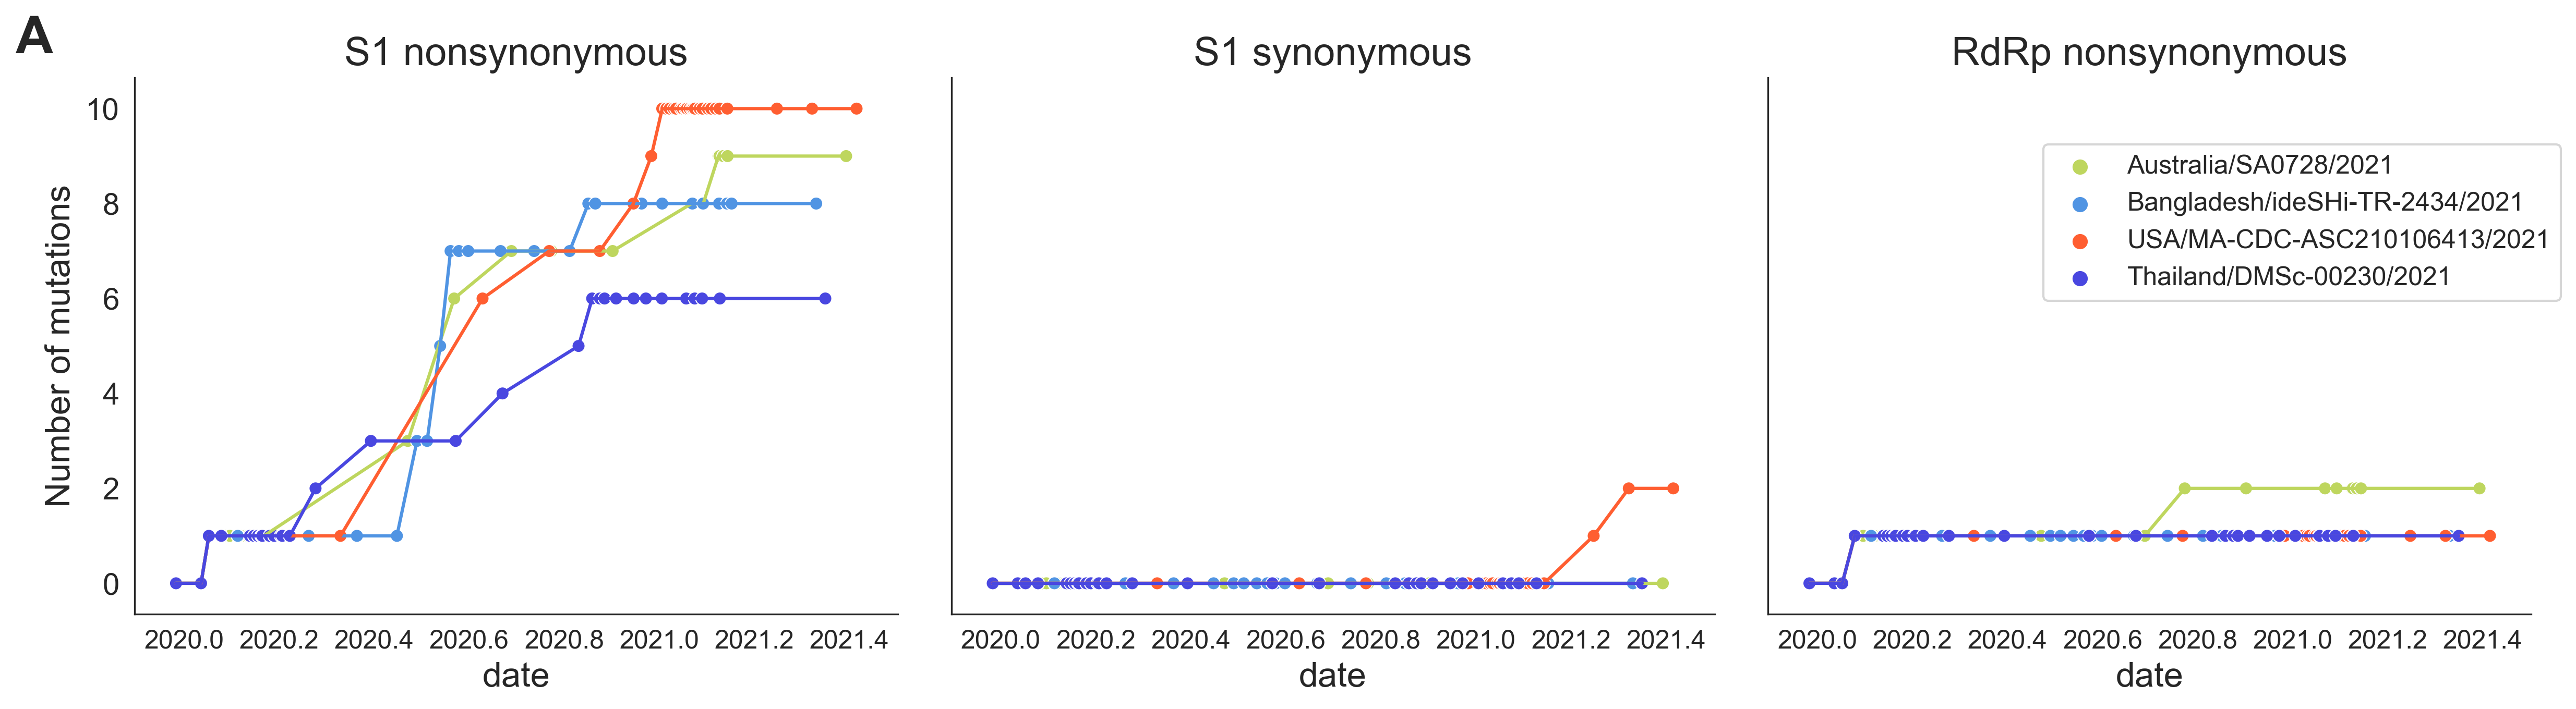 A
S1 nonsynonymous
S1 synonymous
RdRp nonsynonymous
Number of mutations
10
8
6
4
2
0
Australia/SA0728/2021
Bangladesh/ideSHi-TR-2434/2021
USA/MA-CDC-ASC210106413/2021
Thailand/DMSc-00230/2021
2020.0 2020.2 2020.4 2020.6 2020.8 2021.0 2021.2 2021.4
date
2020.0 2020.2 2020.4 2020.6 2020.8 2021.0 2021.2 2021.4
date
2020.0 2020.2 2020.4 2020.6 2020.8 2021.0 2021.2 2021.4
date